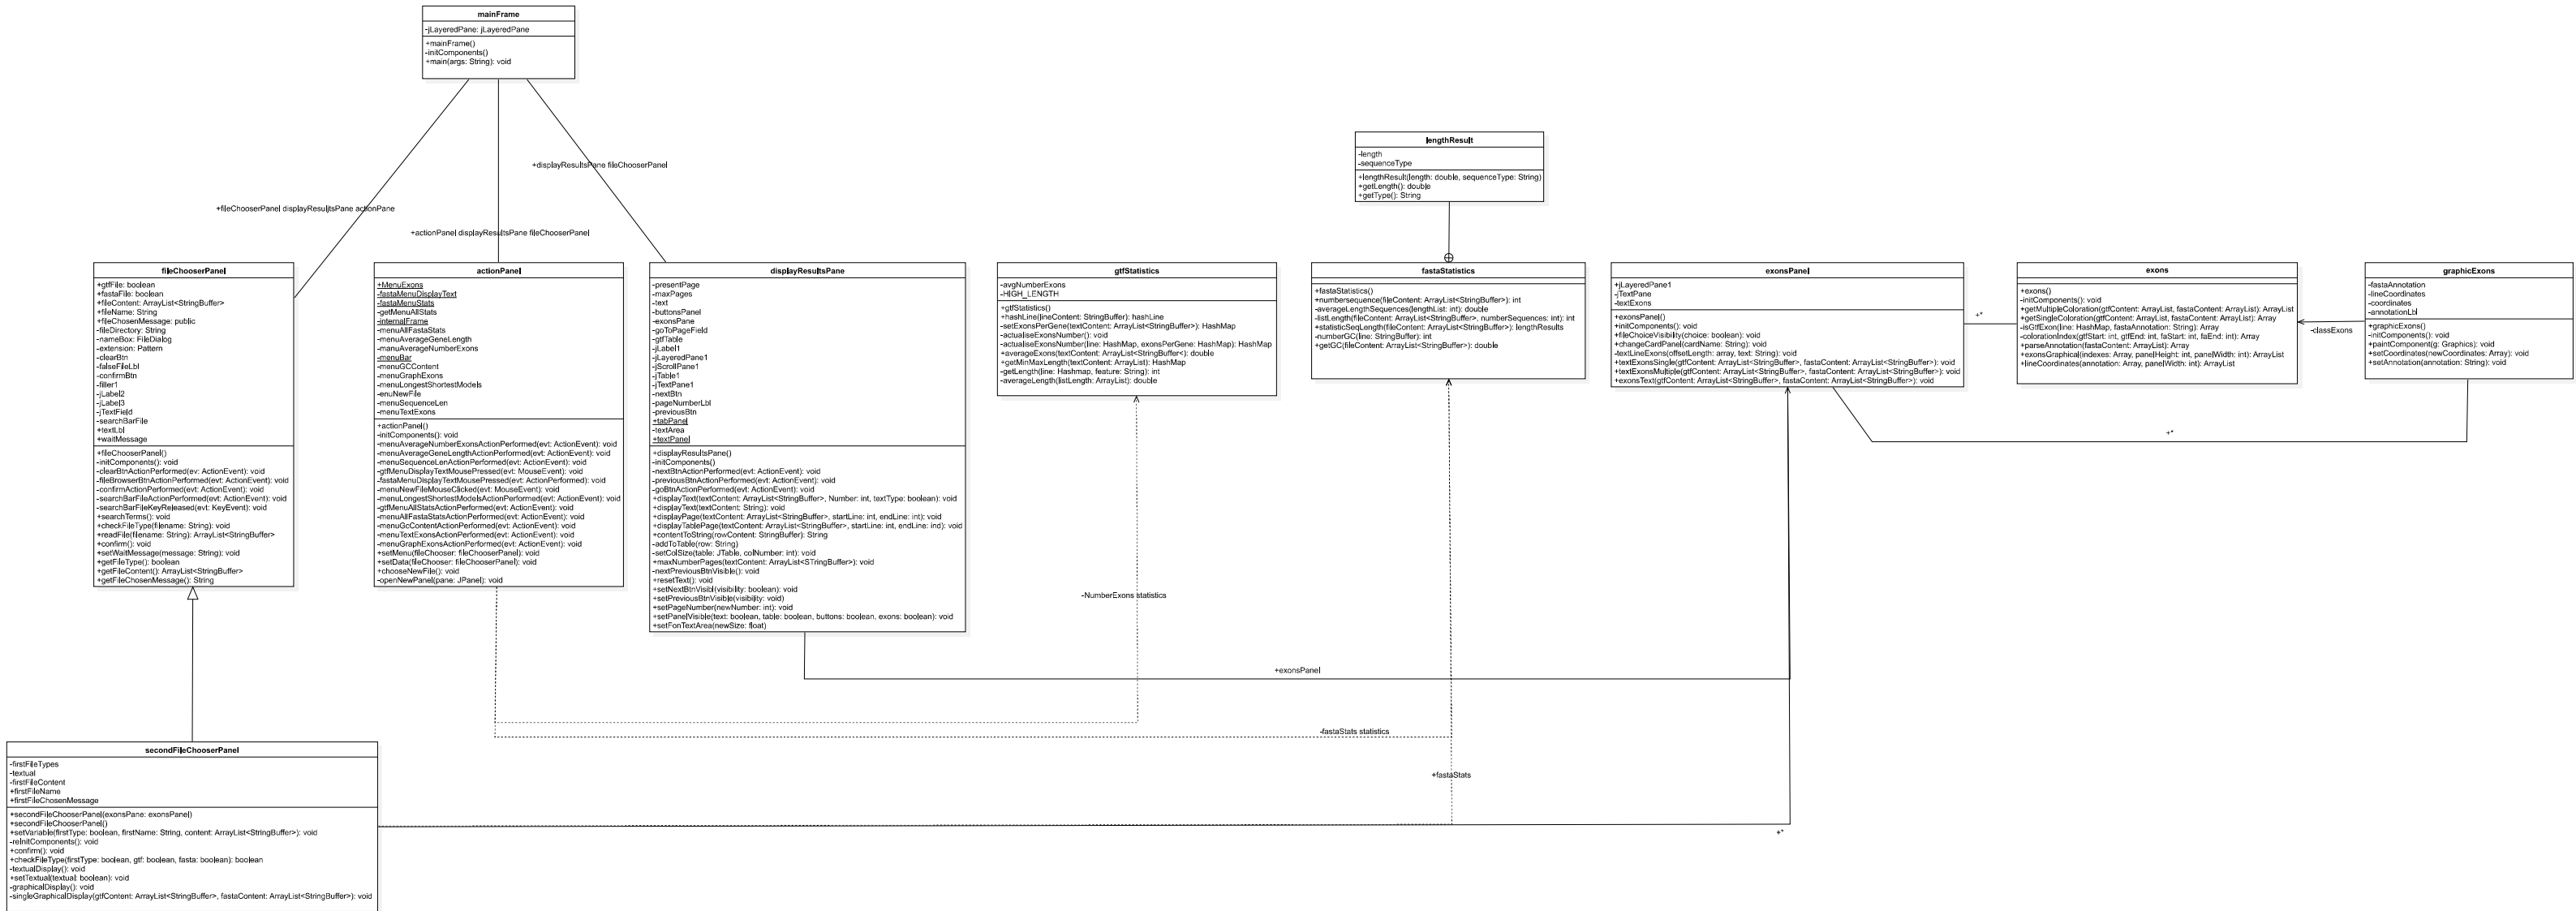 mainFrame
-jLayeredPane: jLayeredPane
+mainFrame()
-initComponents()
+main(args: String): void
+displayResultsPane fileChooserPanel
+fileChooserPanel displayResultsPane actionPane
+actionPanel displayResultsPane fileChooserPanel
lengthResult
-length
-sequenceType
+lengthResult(length: double, sequenceType: String)
+getLength(): double
+getType(): String
fileChooserPanel
+gtfFile: boolean
+fastaFile: boolean
+fileContent: ArrayList<StringBuffer>
+fileName: String
+fileChosenMessage: public
-fileDirectory: String
-nameBox: FileDialog
-extension: Pattern
-clearBtn
-falseFileLbl
-confirmBtn
-filler1
-jLabel2
-jLabel3
-jTextField
-searchBarFile
+textLbl
+waitMessage
+fileChooserPanel()
-initComponents(): void
-clearBtnActionPerformed(ev: ActionEvent): void
-fileBrowserBtnActionPerformed(evt: ActionEvent): void
-confirmActionPerformed(evt: ActionEvent): void
-searchBarFileActionPerformed(evt: ActionEvent): void
-searchBarFileKeyReleased(evt: KeyEvent): void
+searchTerms(): void
+checkFileType(filename: String): void
+readFile(filename: String): ArrayList<StringBuffer>
+confirm(): void
+setWaitMessage(message: String): void
+getFileType(): boolean
+getFileContent(): ArrayList<StringBuffer>
+getFileChosenMessage(): String
actionPanel
+MenuExons
-fastaMenuDisplayText
-fastaMenuStats
-getMenuAllStats
-internalFrame
-menuAllFastaStats
-menuAverageGeneLength
-menuAverageNumberExons
-menuBar
-menuGCContent
-menuGraphExons
-menuLongestShortestModels
-enuNewFile
-menuSequenceLen
-menuTextExons
+actionPanel()
-initComponents(): void
-menuAverageNumberExonsActionPerformed(evt: ActionEvent): void
-menuAverageGeneLengthActionPerformed(evt: ActionEvent): void
-menuSequenceLenActionPerformed(evt: ActionEvent): void
-gtfMenuDisplayTextMousePressed(evt: MouseEvent): void
-fastaMenuDisplayTextMousePressed(evt: ActionPerformed): void
-menuNewFileMouseClicked(evt: MouseEvent): void
-menuLongestShortestModelsActionPerformed(evt: ActionEvent): void
-gtfMenuAllStatsActionPerformed(evt: ActionEvent): void
-menuAllFastaStatsActionPerformed(evt: ActionEvent): void
-menuGcContentActionPerformed(evt: ActionEvent): void
-menuTextExonsActionPerformed(evt: ActionEvent): void
-menuGraphExonsActionPerformed(evt: ActionEvent): void
+setMenu(fileChooser: fileChooserPanel): void
+setData(fileChooser: fileChooserPanel): void
+chooseNewFile(): void
-openNewPanel(pane: JPanel): void
displayResultsPane
-presentPage
-maxPages
-text
-buttonsPanel
-exonsPane
-goToPageField
-gtfTable
-jLabel1
-jLayeredPane1
-jScrollPane1
-jTable1
-jTextPane1
-nextBtn
-pageNumberLbl
-previousBtn
+tabPanel
-textArea
+textPanel
+displayResultsPane()
-initComponents()
-nextBtnActionPerformed(evt: ActionEvent): void
-previousBtnActionPerformed(evt: ActionEvent): void
-goBtnActionPerformed(evt: ActionEvent): void
+displayText(textContent: ArrayList<StringBuffer>, Number: int, textType: boolean): void
+displayText(textContent: String): void
+displayPage(textContent: ArrayList<StringBuffer>, startLine: int, endLine: int): void
+displayTablePage(textContent: ArrayList<StringBuffer>, startLine: int, endLine: ind): void
+contentToString(rowContent: StringBuffer): String
-addToTable(row: String)
-setColSize(table: JTable, colNumber: int): void
+maxNumberPages(textContent: ArrayList<STringBuffer>): void
-nextPreviousBtnVisible(): void
+resetText(): void
+setNextBtnVisibl(visibility: boolean): void
+setPreviousBtnVisible(visibility: void)
+setPageNumber(newNumber: int): void
+setPanelVisible(text: boolean, table: boolean, buttons: boolean, exons: boolean): void
+setFonTextArea(newSize: float)
gtfStatistics
-avgNumberExons
-HIGH_LENGTH
+gtfStatistics()
+hashLine(lineContent: StringBuffer): hashLine
-setExonsPerGene(textContent: ArrayList<StringBuffer>): HashMap
-actualiseExonsNumber(): void
-actualiseExonsNumber(line: HashMap, exonsPerGene: HashMap): HashMap
+averageExons(textContent: ArrayList<StringBuffer<): double
+getMinMaxLength(textContent: ArrayList): HashMap
-getLength(line: Hashmap, feature: String): int
-averageLength(listLength: ArrayList): double
fastaStatistics
+fastaStatistics()
+numbersequence(fileContent: ArrayList<StringBuffer>): int
-averageLengthSequences(lengthList: int): double
-listLength(fileContent: ArrayList<StringBuffer>, numberSequences: int): int
+statisticSeqLength(fileContent: ArrayList<StringBuffer>): lengthResults
-numberGC(line: StringBuffer): int
+getGC(fileContent: ArrayList<StringBuffer>): double
exonsPanel
+jLayeredPane1
-jTextPane
-textExons
+exonsPanel()
+initComponents(): void
+fileChoiceVisibility(choice: boolean): void
+changeCardPanel(cardName: String): void
-textLineExons(offsetLength: array, text: String): void
+textExonsSingle(gtfContent: ArrayList<StringBuffer>, fastaContent: ArrayList<StringBuffer>): void
+textExonsMultiple(gtfContent: ArrayList<StringBuffer>, fastaContent: ArrayList<StringBuffer>): void
+exonsText(gtfContent: ArrayList<StringBuffer>, fastaContent: ArrayList<StringBuffer>): void
+*
exons
+exons()
-initComponents(): void
+getMultipleColoration(gtfContent: ArrayList, fastaContent: ArrayList): ArrayList
+getSingleColoration(gtfContent: ArrayList, fastaContent: ArrayList): Array
-isGtfExon(line: HashMap, fastaAnnotation: String): Array
-colorationIndex(gtfStart: int, gtfEnd: int, faStart: int, faEnd: int): Array
+parseAnnotation(fastaContent: ArrayList): Array
+exonsGraphical(indexes: Array, panelHeight: int, panelWidth: int): ArrayList
+lineCoordinates(annotation: Array, panelWidth: int): ArrayList
-classExons
graphicExons
-fastaAnnotation
-lineCoordinates
-coordinates
-annotationLbl
+graphicExons()
-initComponents(): void
+paintComponent(g: Graphics): void
+setCoordinates(newCoordinates: Array): void
+setAnnotation(annotation: String): void
+*
-NumberExons statistics
+exonsPanel
-fastaStats statistics
+fastaStats
+*
secondFileChooserPanel
-firstFileTypes
-textual
-firstFileContent
+firstFileName
+firstFileChosenMessage
+secondFileChooserPanel(exonsPane: exonsPanel)
+secondFileChooserPanel()
+setVariable(firstType: boolean, firstName: String, content: ArrayList<StringBuffer>): void
-reInitComponents(): void
+confirm(): void
+checkFileType(firstType: boolean, gtf: boolean, fasta: boolean): boolean
-textualDisplay(): void
+setTextual(textual: boolean): void
-graphicalDisplay(): void
-singleGraphicalDisplay(gtfContent: ArrayList<StringBuffer>, fastaContent: ArrayList<StringBuffer>): void